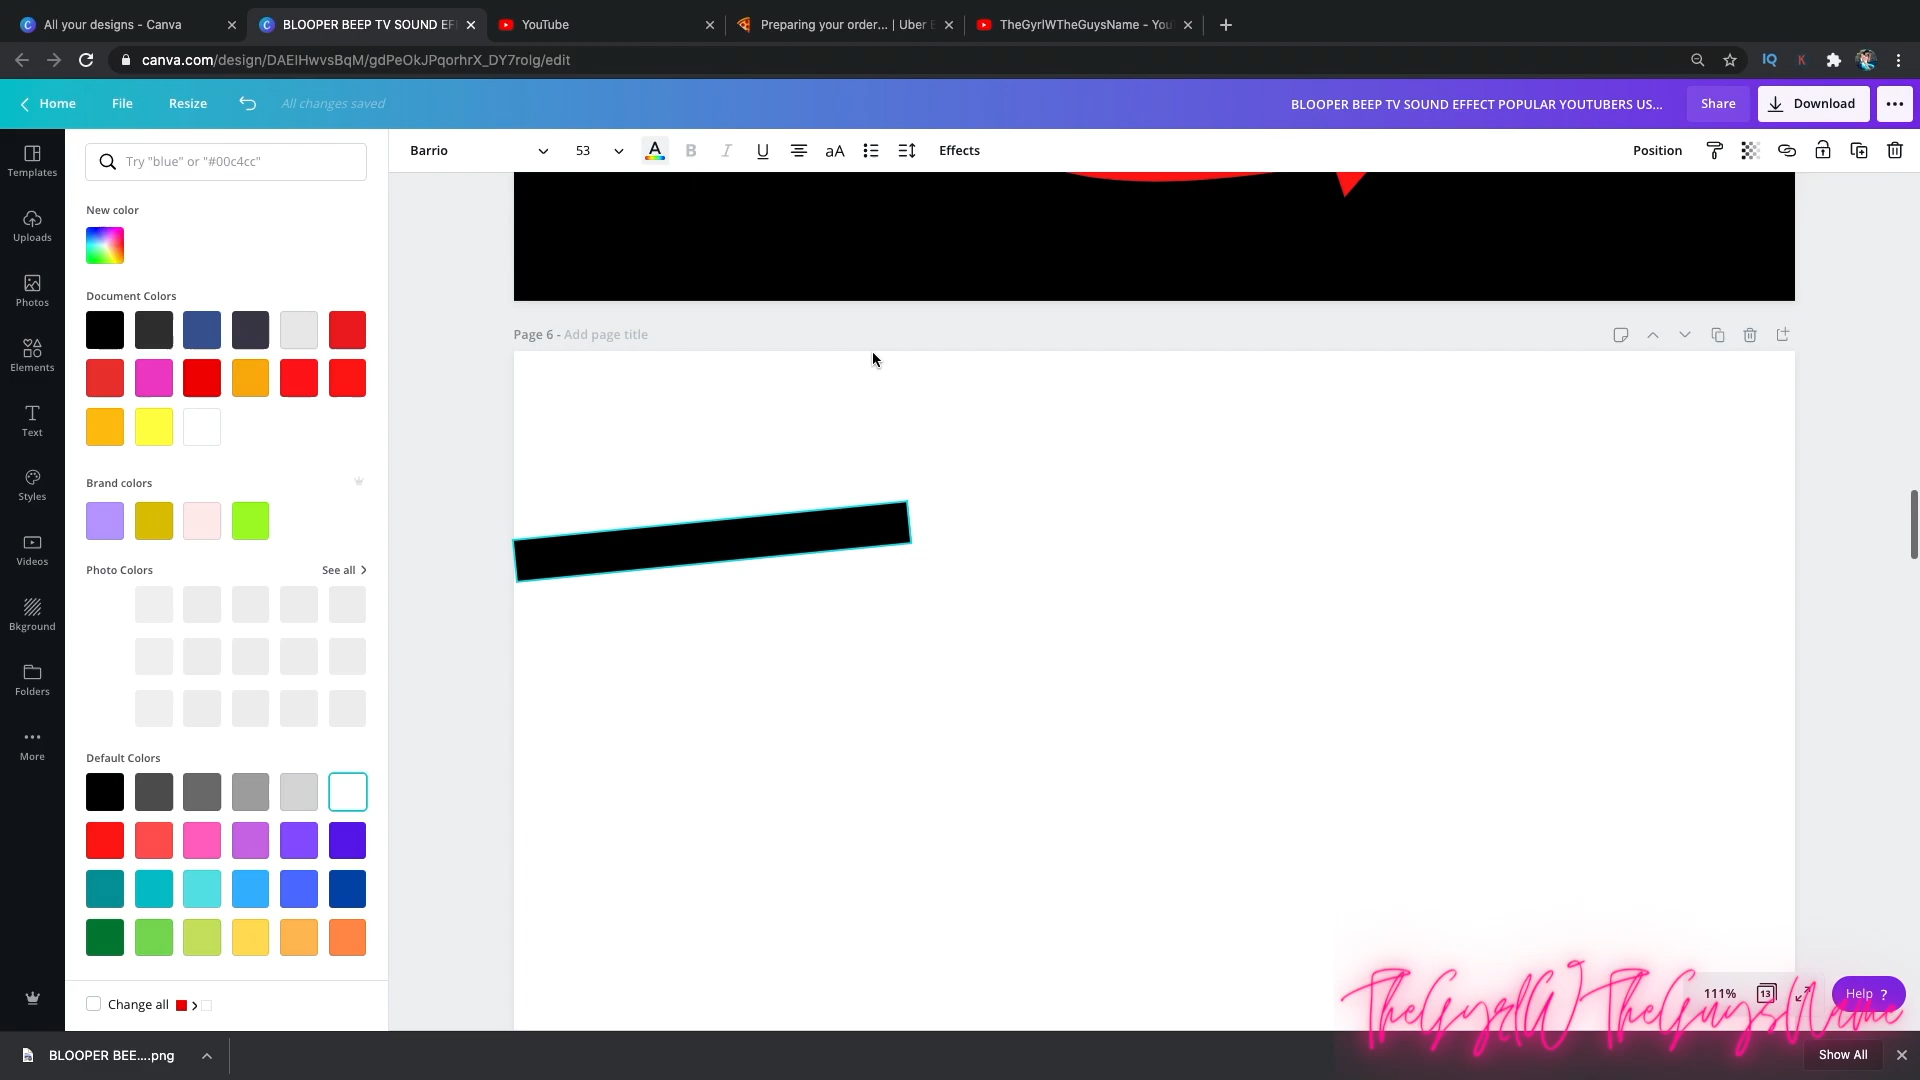 All your designs - Canva
BLOOPER BEEP TV SOUND EF
YouTube
Preparing your order... | Uber E
TheGyrlWTheGuysName - You
canva.com/design/DAEIHwvsBqM/gdPeOkJPqorhrX_DY7rolg/edit
IQ
K
Home
File
Resize
All changes saved
BLOOPER BEEP TV SOUND EFFECT POPULAR YOUTUBERS US...
Share
Download
Barrio
53
A
B
I
U
aA
Effects
Position
Templates
Uploads
Photos
Elements
Text
Styles
Videos
Bkground
Folders
More
Try "blue" or "#00c4cc"
New color
Document Colors
Brand colors
Photo Colors
See all
Default Colors
Change all
Page 6 - Add page title
111%
13
Help ?
TheGyrlWTheGuysName
BLOOPER BEE....png
Show All